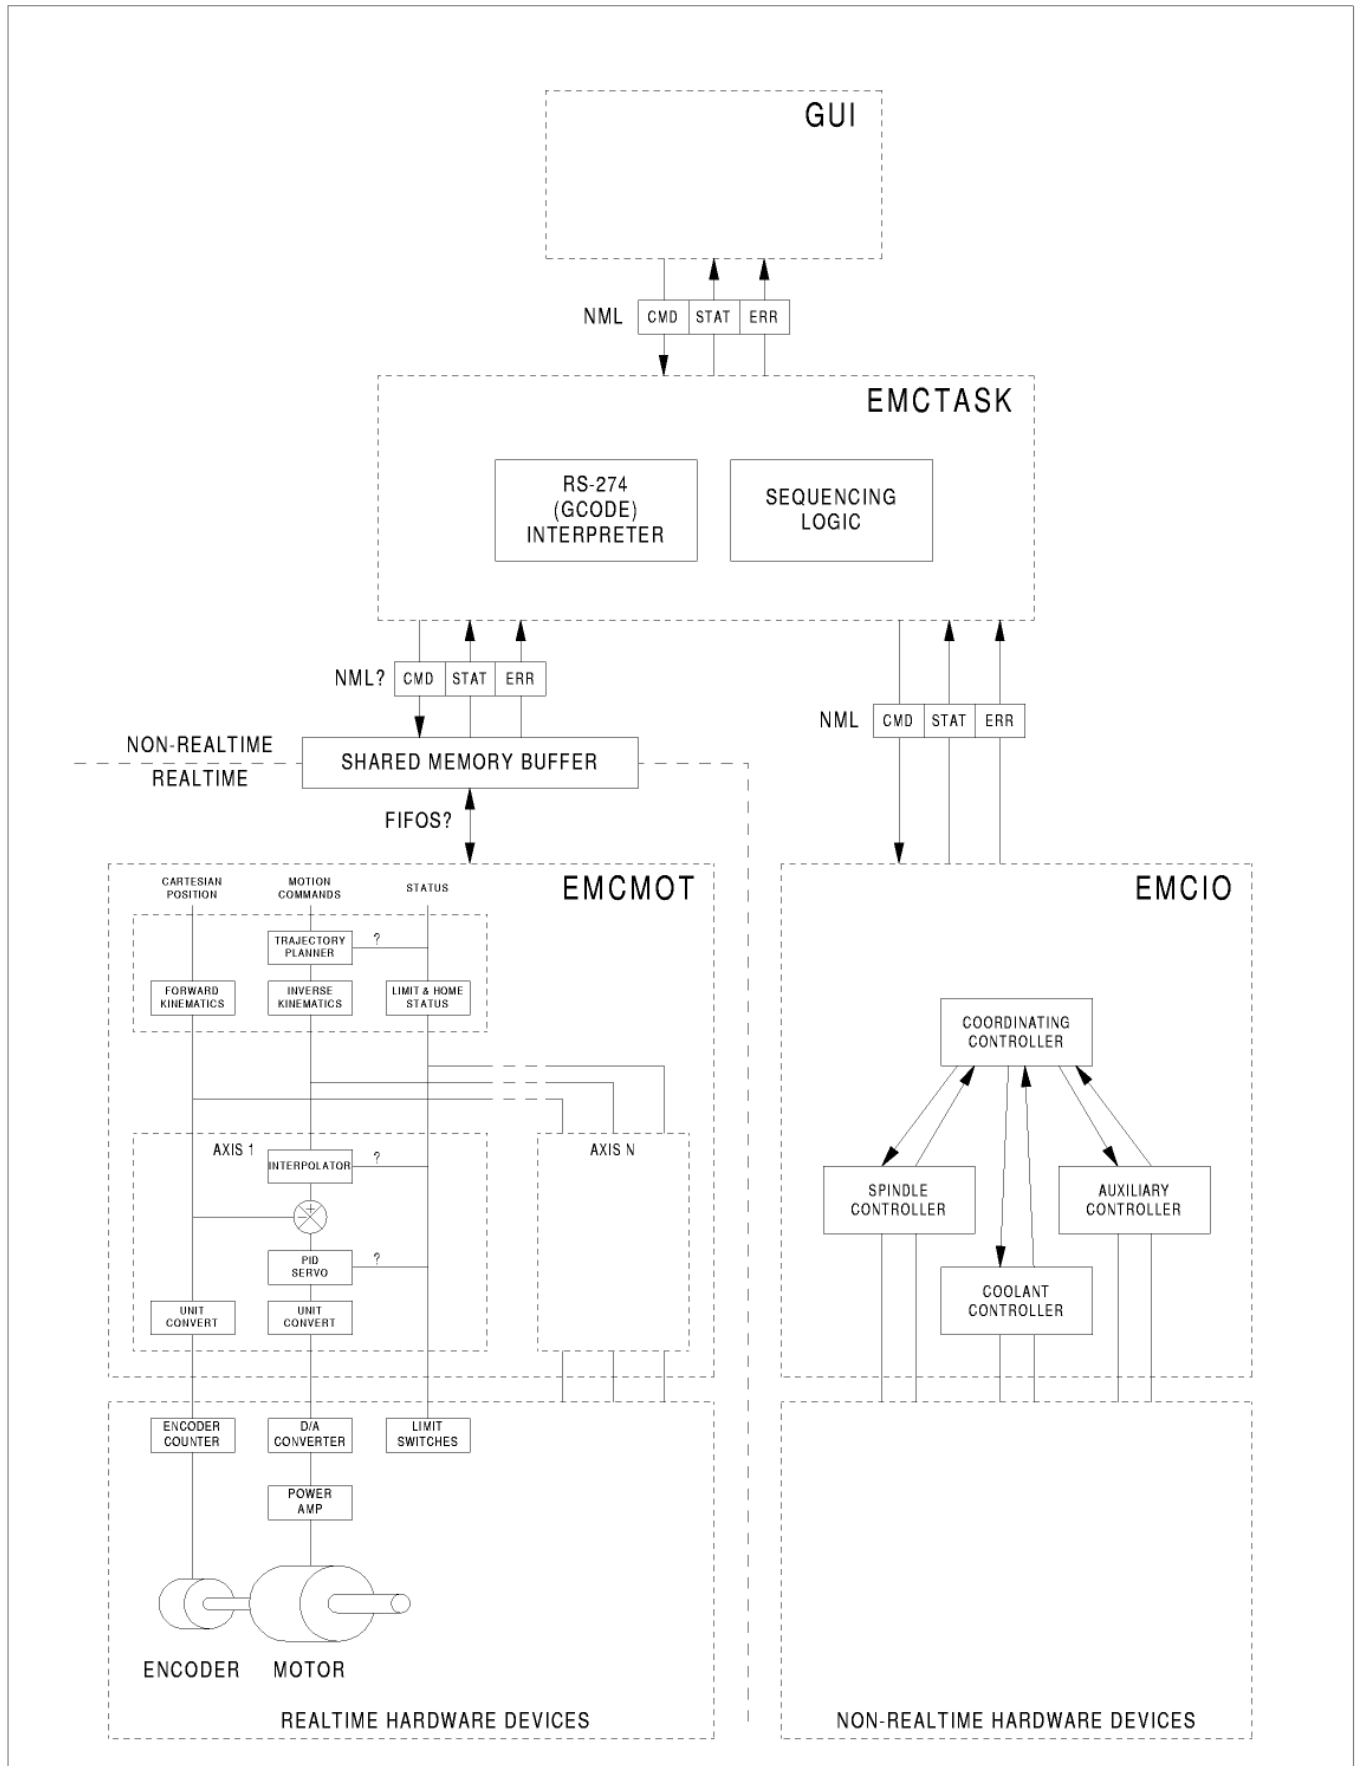 GUI
NML
CMD
STAT
ERR
EMCTASK
RS-274
(GCODE)
INTERPRETER
SEQUENCING
LOGIC
NML?
CMD
STAT
ERR
NML
CMD
STAT
ERR
NON-REALTIME
REALTIME
SHARED MEMORY BUFFER
FIFOS?
EMCMOT
CARTESIAN
POSITION
MOTION
COMMANDS
STATUS
TRAJECTORY
PLANNER
?
FORWARD
KINEMATICS
INVERSE
KINEMATICS
LIMIT & HOME
STATUS
AXIS 1
INTERPOLATOR
?
+
−
PID
SERVO
?
UNIT
CONVERT
UNIT
CONVERT
AXIS N
EMCIO
COORDINATING
CONTROLLER
SPINDLE
CONTROLLER
AUXILIARY
CONTROLLER
COOLANT
CONTROLLER
ENCODER
COUNTER
D/A
CONVERTER
LIMIT
SWITCHES
POWER
AMP
ENCODER
MOTOR
REALTIME HARDWARE DEVICES
NON-REALTIME HARDWARE DEVICES